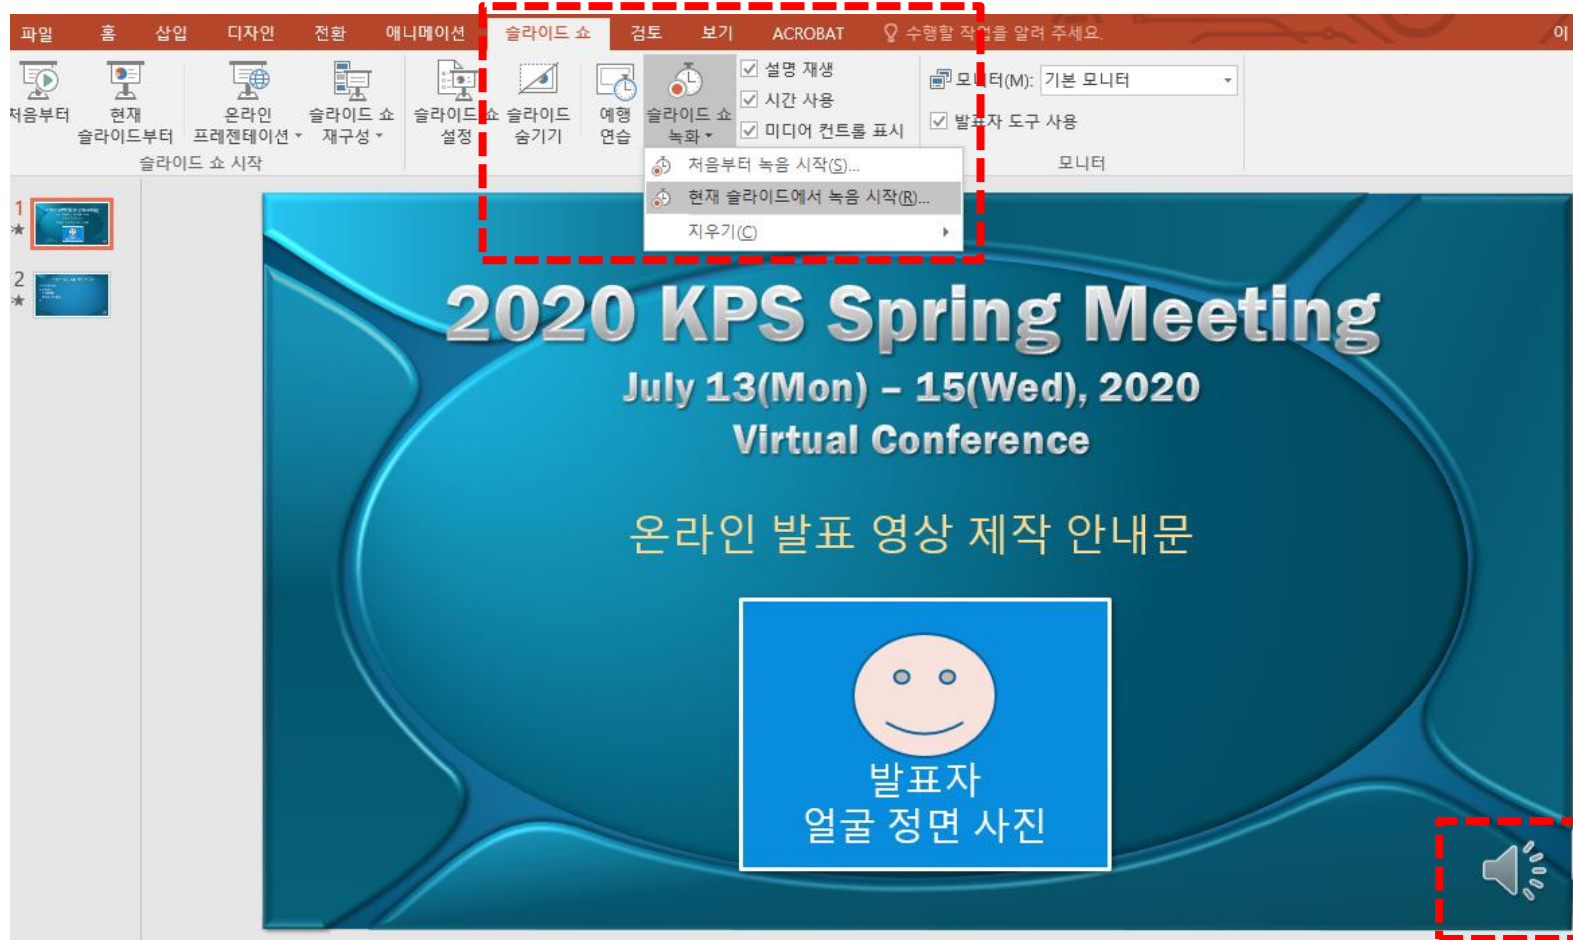 파일 홈 삽입 디자인 전환 애니메이션 슬라이드 쇼 검토 보기 ACROBAT 수행할 작업을 알려 주세요. 이
처음부터
현재
슬라이드부터
온라인
프레젠테이션
슬라이드 쇼
재구성
슬라이드 쇼
설정
슬라이드
숨기기
예행
연습
슬라이드 쇼
녹화
설명 재생
시간 사용
미디어 컨트롤 표시
모니터(M): 기본 모니터
발표자 도구 사용
슬라이드 쇼 시작
모니터
처음부터 녹음 시작(S)...
현재 슬라이드에서 녹음 시작(R)...
지우기(C)
1
2
2020 KPS Spring Meeting
July 13(Mon) – 15(Wed), 2020
Virtual Conference
온라인 발표 영상 제작 안내문
발표자
얼굴 정면 사진